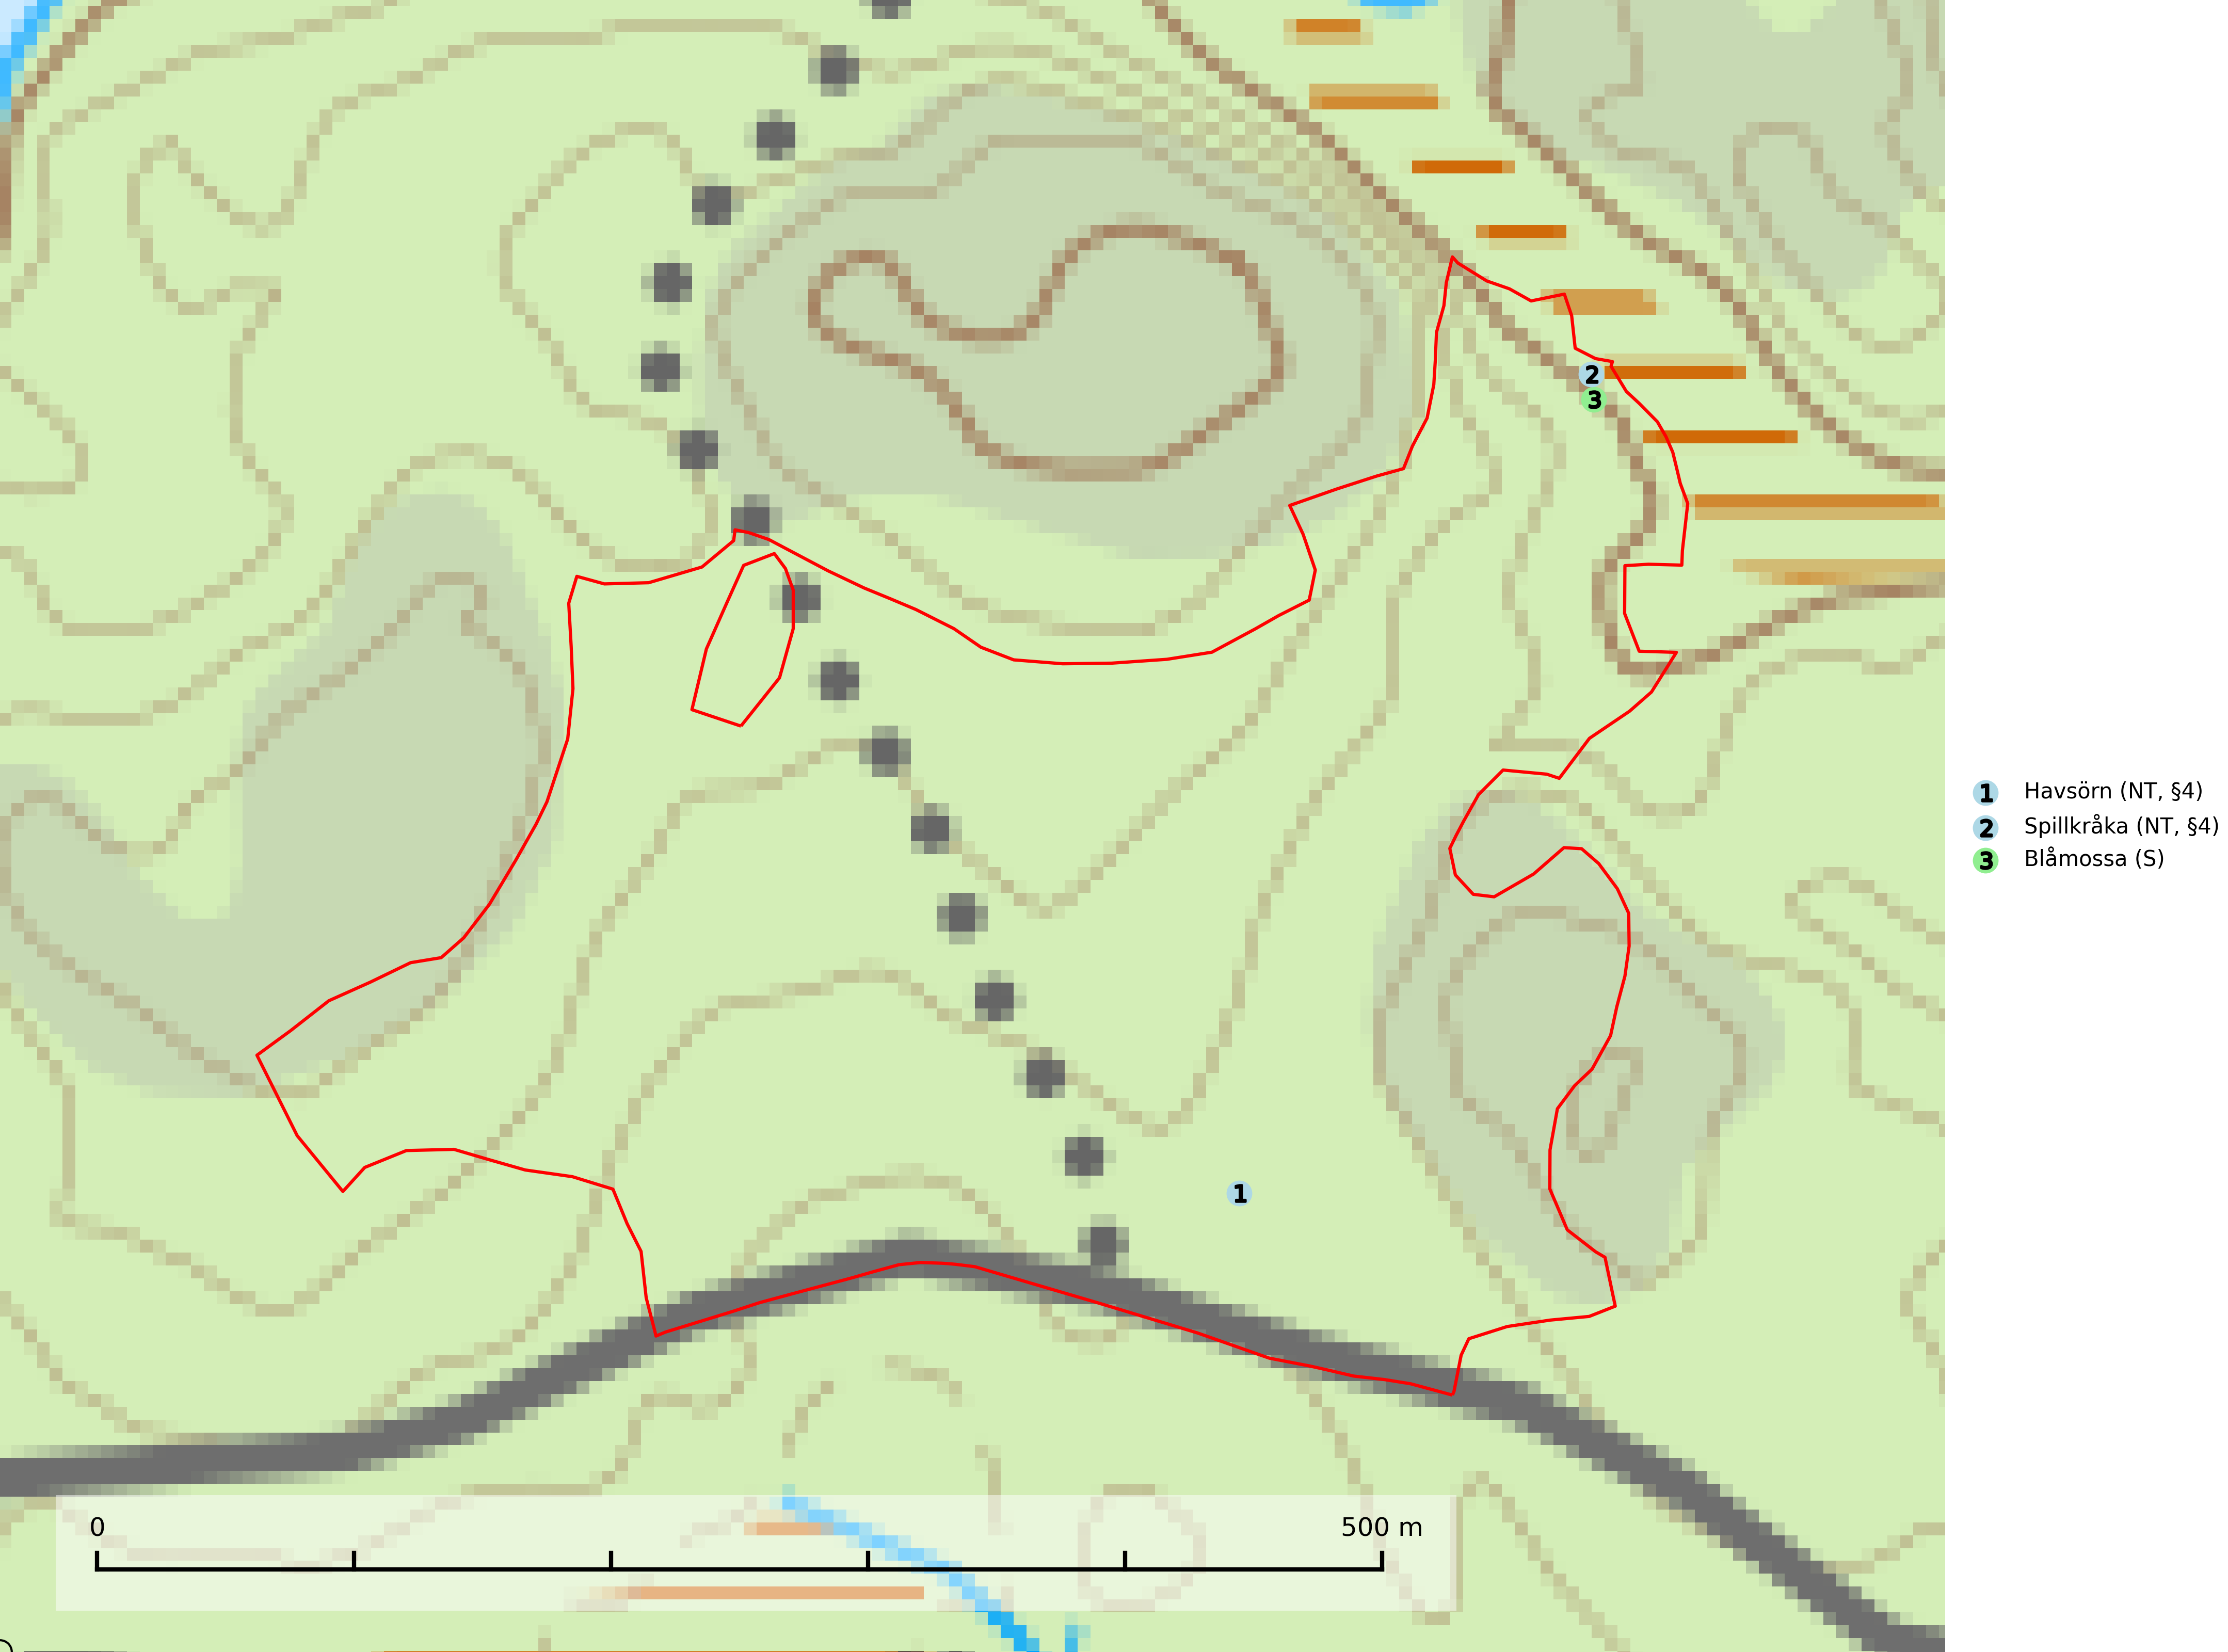 2
3
1
1 Havsörn (NT, §4)
2 Spillkråka (NT, §4)
3 Blåmossa (S)
0 500 m